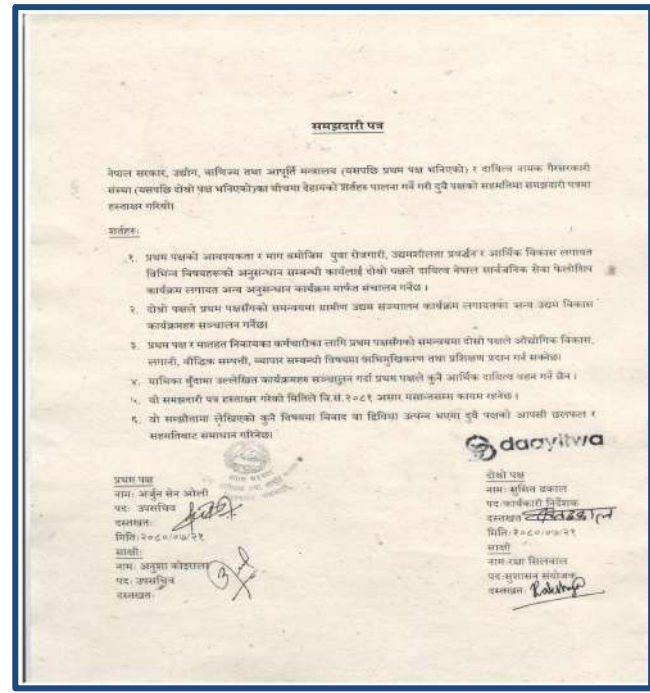 समझदारी पत्र
नेपाल सरकार, उद्योग, वाणिज्य तथा आपूर्ति मन्त्रालय (यसपछि प्रथम पक्ष भनिएको) र दायित्व नामक गैरसरकारी
संस्था (यसपछि दोश्रो पक्ष भनिएको)का बीचमा देहायको शर्तहरु पालना गर्ने गरी दुवै पक्षको सहमतिमा समझदारी पत्रमा
हस्ताक्षर गरियो।
शर्तहरु:
१. प्रथम पक्षको आवश्यकता र माग बमोजिम युवा रोजगारी, उद्यमशीलता प्रवर्द्धन र आर्थिक विकास लगायत
विभिन्न विषयहरुको अनुसन्धान सम्बन्धी कार्यलाई दोश्रो पक्षले दायित्व नेपाल सार्वजनिक सेवा फेलोशिप
कार्यक्रम लगायत अन्य अनुसन्धान कार्यक्रम मार्फत संचालन गर्नेछ ।
२. दोश्रो पक्षले प्रथम पक्षसँगको समन्वयमा ग्रामीण उद्यम सञ्चालन कार्यक्रम लगायतका अन्य उद्यम विकास
कार्यक्रमहरु सञ्चालन गर्नेछ।
३. प्रथम पक्ष र मातहत निकायका कर्मचारीका लागि प्रथम पक्षसँगको समन्वयमा दोस्रो पक्षले औद्योगिक विकास,
लगानी, बौद्धिक सम्पत्ती, व्यापार सम्बन्धी विषयमा अभिमुखिकरण तथा प्रशिक्षण प्रदान गर्न सक्नेछ।
४. माथिका बुँदामा उल्लेखित कार्यक्रमहरु सञ्चालन गर्दा प्रथम पक्षले कुनै आर्थिक दायित्व वहन गर्ने छैन ।
५. यो समझदारी पत्र हस्ताक्षर गरेको मितिले वि.सं.२०८१ असार मसान्तसम्म कायम रहनेछ ।
६. यो सम्झौतामा लेखिएको कुनै विषयमा विवाद वा द्विविधा उत्पन्न भएमा दुवै पक्षको आपसी छलफल र
सहमतिबाट समाधान गरिनेछ।
daayitwa
प्रथम पक्ष
नाम: अर्जुन सेन ओली
पद: उपसचिव
दस्तखत:
मिति:२०८०/०७/२१
साक्षी:
नाम: अनुशा कोइराला
पद: उपसचिव
दस्तखत:
दोश्रो पक्ष
नाम: सुमित ढकाल
पद:कार्यकारी निर्देशक
दस्तखत
मिति:२०८०/०७/२१
साक्षी
नाम:रक्षा सिलवाल
पद:सुशासन संयोजक
दस्तखत: Rakshya